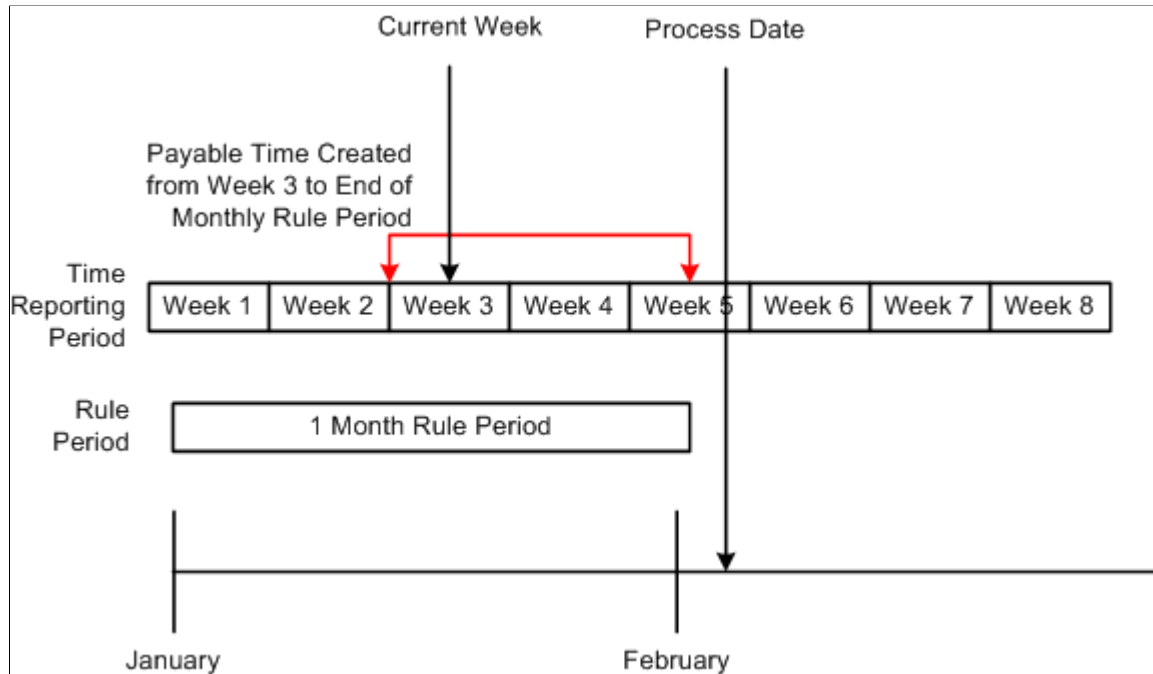 Current Week
Process Date
Payable Time Created
from Week 3 to End of
Monthly Rule Period
Time
Reporting
Period
Week 1
Week 2
Week 3
Week 4
Week 5
Week 6
Week 7
Week 8
Rule
Period
1 Month Rule Period
January
February